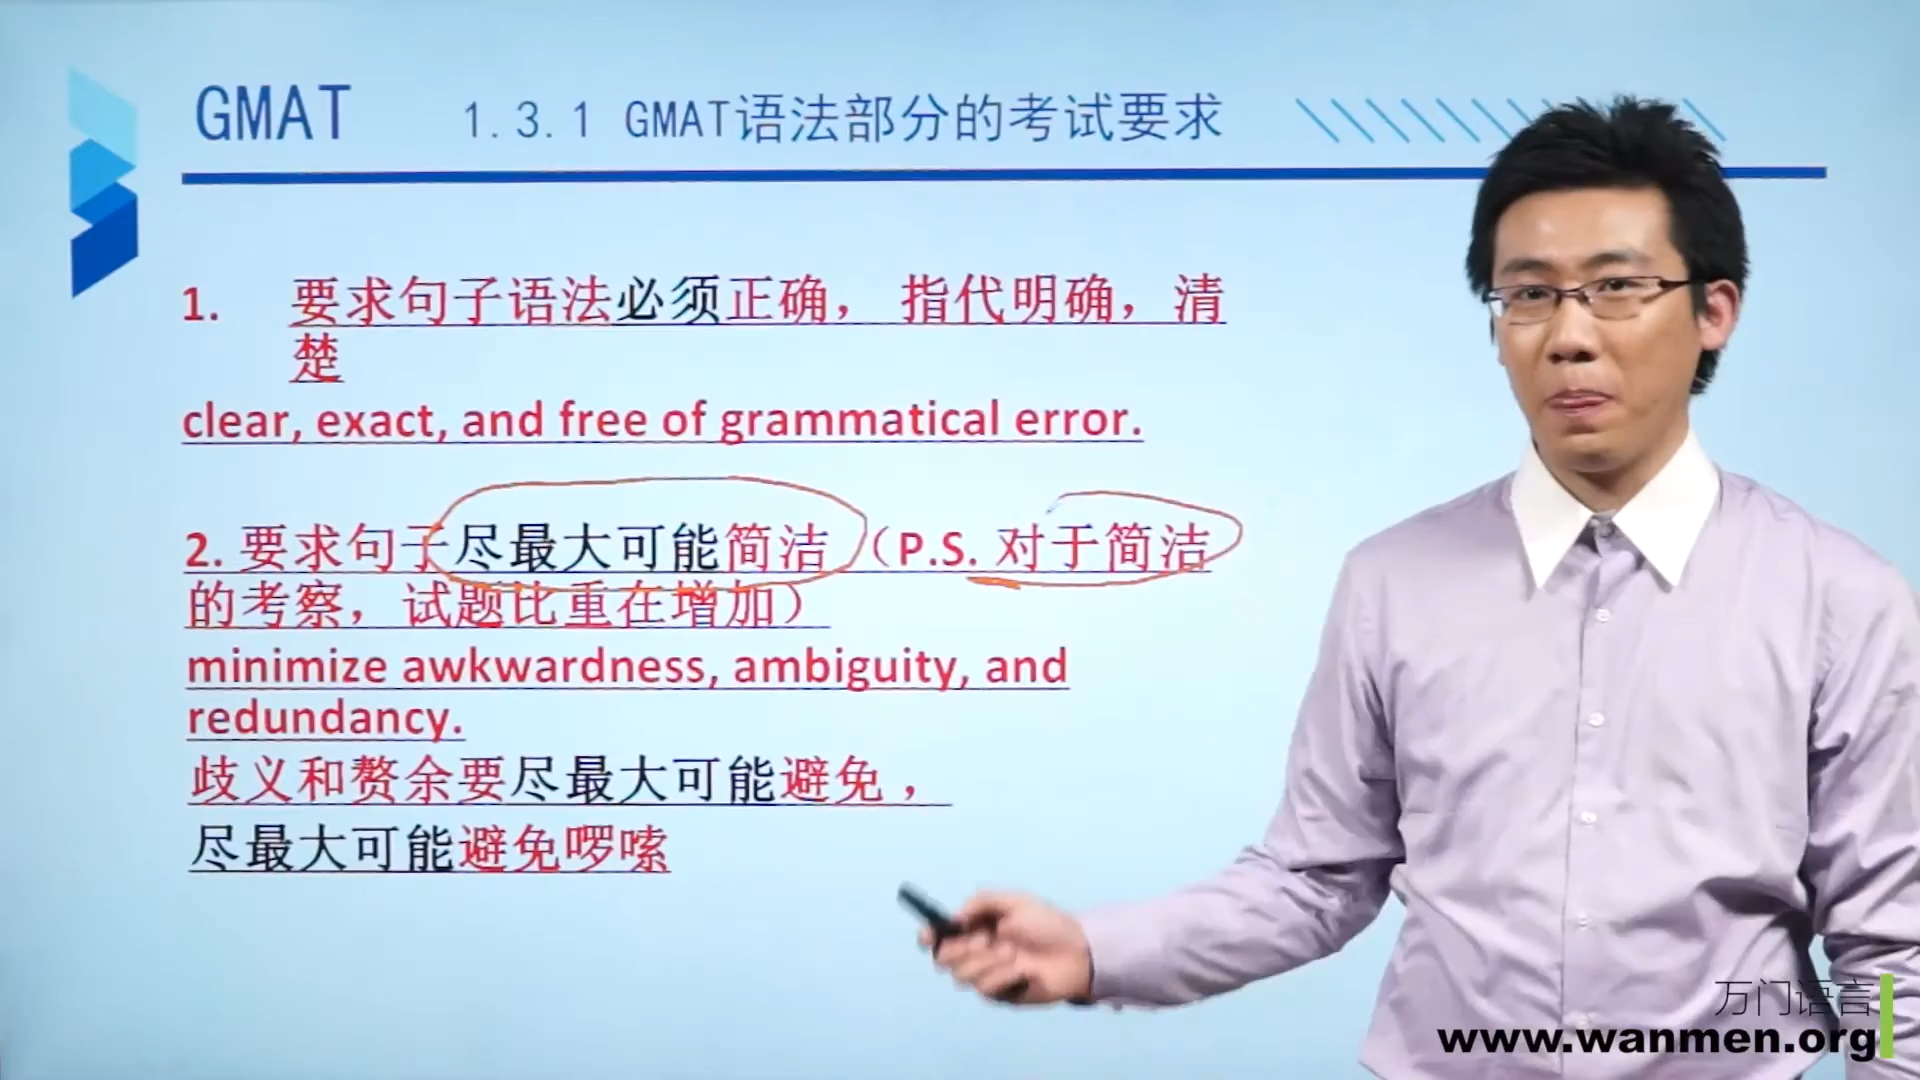 GMAT 1.3.1 GMAT语法部分的考试要求
1. 要求句子语法必须正确， 指代明确，清
楚
clear, exact, and free of grammatical error.
2. 要求句子尽最大可能简洁（P.S. 对于简洁
的考察，试题比重在增加）
minimize awkwardness, ambiguity, and
redundancy.
歧义和赘余要尽最大可能避免，
尽最大可能避免啰嗦
万门语言
www.wanmen.org